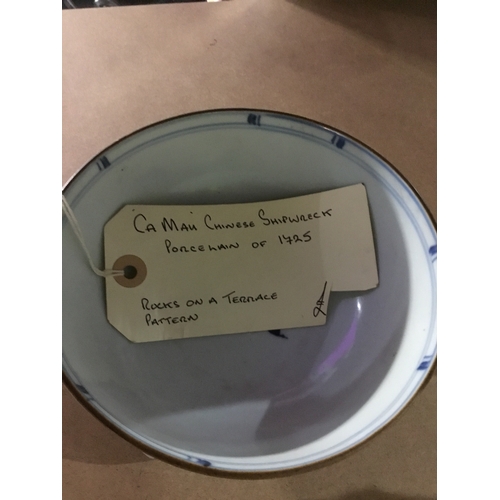 CA MAU CHINESE SHIPWRECK
PORCELAIN OF 1725
ROCKS ON A TERRACE
PATTERN